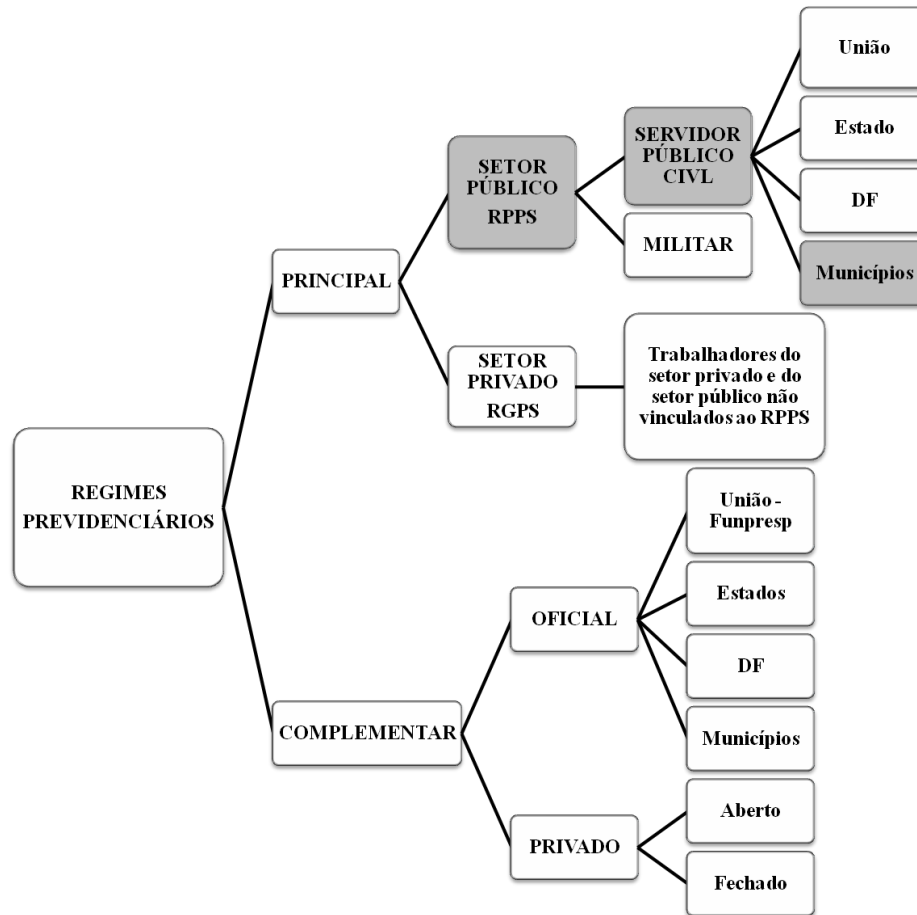 REGIMES
PREVIDENCIÁRIOS
PRINCIPAL
SETOR
PÚBLICO
RPPS
SERVIDOR
PÚBLICO
CIVL
União
Estado
DF
Municípios
MILITAR
SETOR
PRIVADO
RGPS
Trabalhadores do
setor privado e do
setor público não
vinculados ao RPPS
COMPLEMENTAR
OFICIAL
União -
Funpresp
Estados
DF
Municípios
PRIVADO
Aberto
Fechado